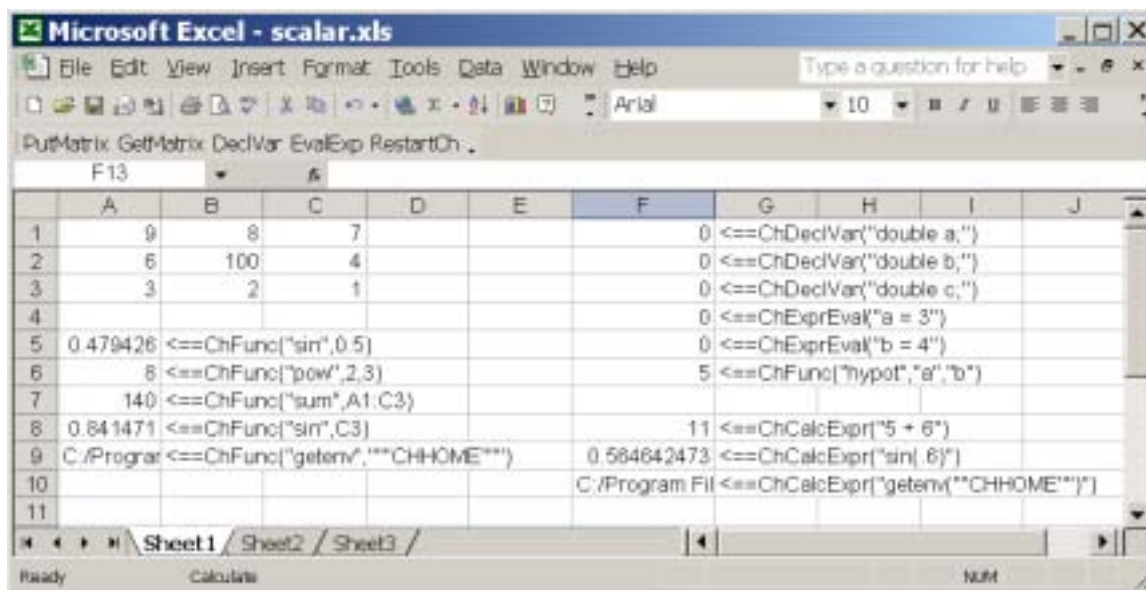 Microsoft Excel - scalar.xls
File Edit View Insert Format Tools Data Window Help Type a question for help
Arial 10 B I U
PutMatrix GetMatrix DeclVar EvalExp RestartCh
F13 fx
A B C D E F G H I J
1 9 8 7 0 <==ChDeclVar("double a;")
2 6 100 4 0 <==ChDeclVar("double b;")
3 3 2 1 0 <==ChDeclVar("double c;")
4 0 <==ChExprEval("a = 3")
5 0.479426 <==ChFunc("sin",0.5) 0 <==ChExprEval("b = 4")
6 8 <==ChFunc("pow",2,3) 5 <==ChFunc("hypot","a","b")
7 140 <==ChFunc("sum",A1:C3)
8 0.841471 <==ChFunc("sin",C3) 11 <==ChCalcExpr("5 + 6")
9 C:/Prograr <==ChFunc("getenv","""CHHOME""") 0.564642473 <==ChCalcExpr("sin(.6)")
10 C:/Program Fil <==ChCalcExpr("getenv(""CHHOME"")")
11
Sheet1 / Sheet2 / Sheet3 /
Ready Calculate NUM